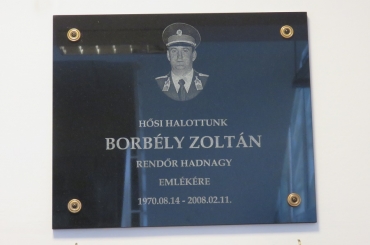 HŐSI HALOTTUNK
BORBÉLY ZOLTÁN
RENDŐR HADNAGY
EMLÉKÉRE
1970.08.14 - 2008.02.11.